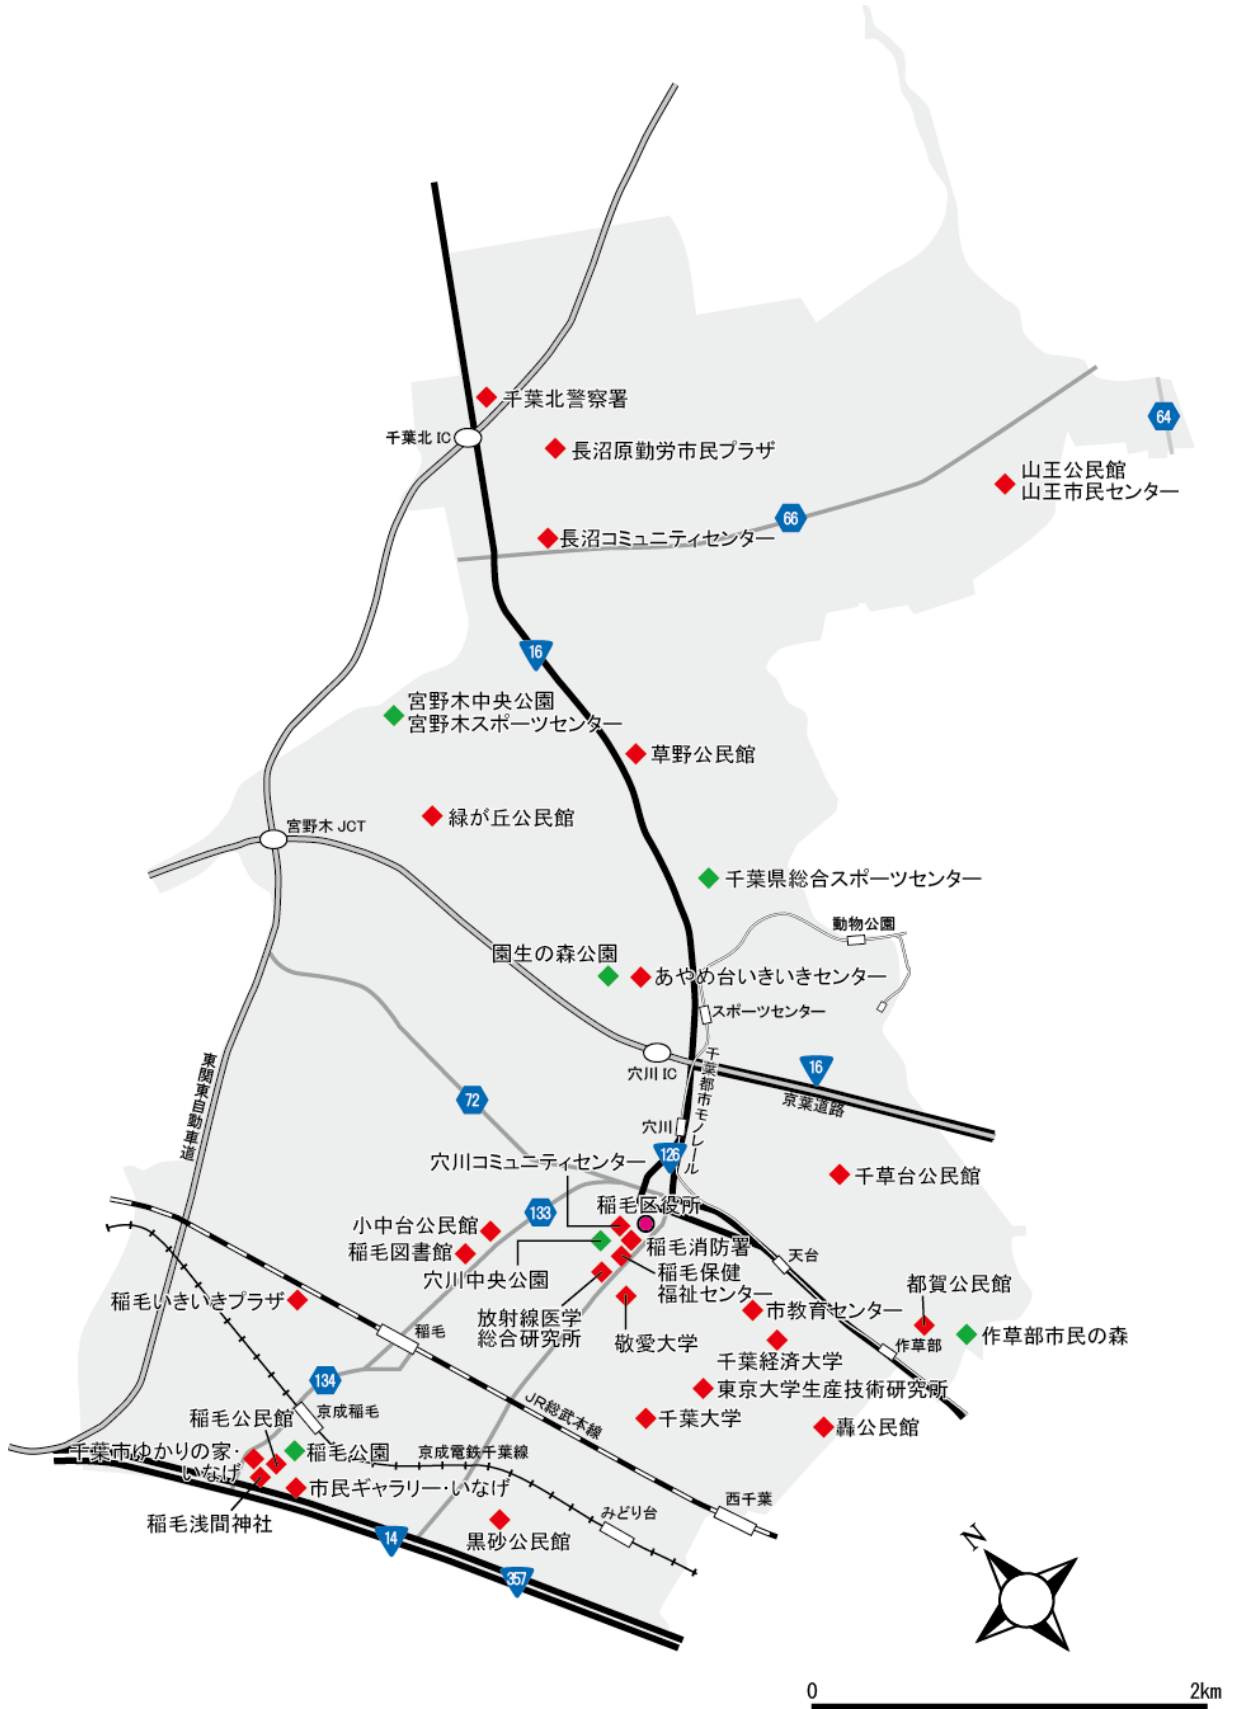 千葉北警察署
千葉北 IC
64
長沼原勤労市民プラザ
山王公民館
山王市民センター
66
長沼コミュニティセンター
16
宮野木中央公園
宮野木スポーツセンター
草野公民館
緑が丘公民館
宮野木 JCT
千葉県総合スポーツセンター
動物公園
園生の森公園
あやめ台いきいきセンター
スポーツセンター
千葉都市モノレール
穴川 IC
16
京葉道路
東関東自動車道
72
穴川
126
穴川コミュニティセンター
千草台公民館
稲毛区役所
133
小中台公民館
稲毛図書館
稲毛消防署
穴川中央公園
稲毛保健
福祉センター
天台
稲毛いきいきプラザ
放射線医学
総合研究所
敬愛大学
市教育センター
都賀公民館
稲毛
作草部
作草部市民の森
千葉経済大学
134
東京大学生産技術研究所
京成稲毛
JR総武本線
千葉大学
轟公民館
稲毛公民館
千葉市ゆかりの家・
いなげ
稲毛公園
京成電鉄千葉線
市民ギャラリー・いなげ
稲毛浅間神社
西千葉
みどり台
黒砂公民館
14
357
N
0
2km